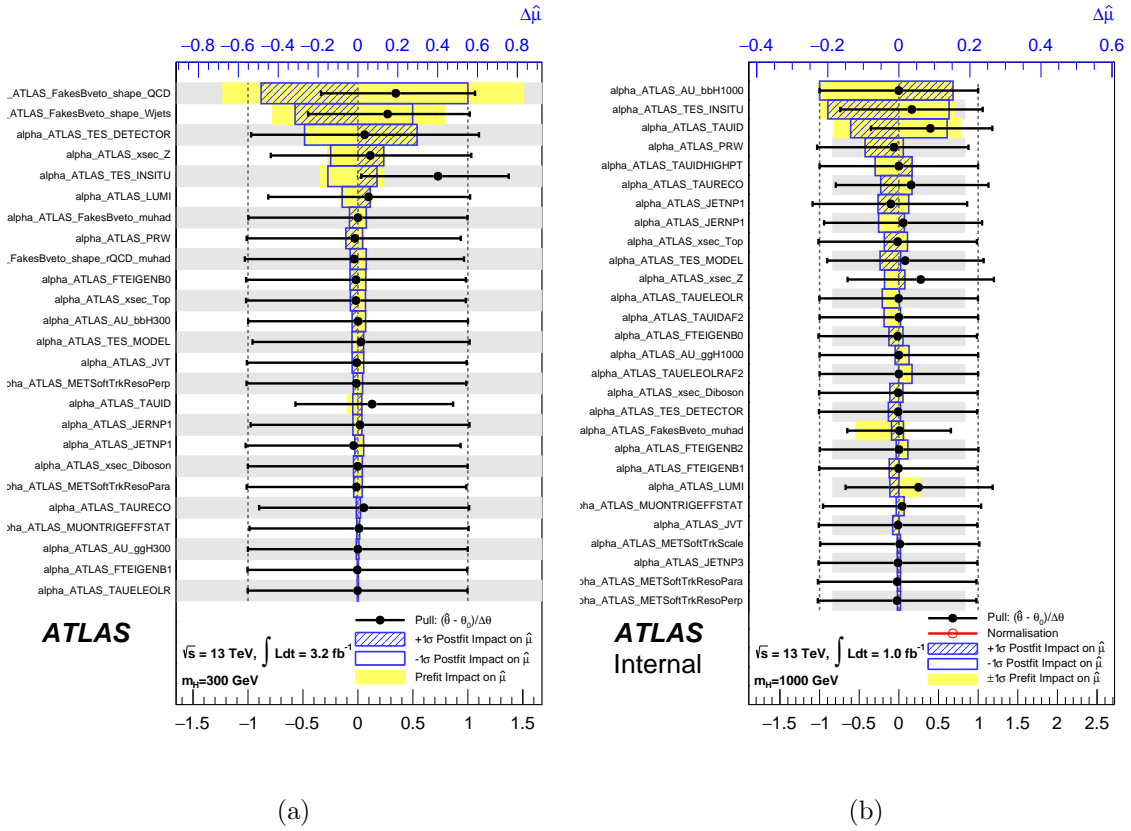 Δμ̂
−0.8 −0.6 −0.4 −0.2 0 0.2 0.4 0.6 0.8
_ATLAS_FakesBveto_shape_QCD
_ATLAS_FakesBveto_shape_Wjets
alpha_ATLAS_TES_DETECTOR
alpha_ATLAS_xsec_Z
alpha_ATLAS_TES_INSITU
alpha_ATLAS_LUMI
alpha_ATLAS_FakesBveto_muhad
alpha_ATLAS_PRW
_FakesBveto_shape_rQCD_muhad
alpha_ATLAS_FTEIGENB0
alpha_ATLAS_xsec_Top
alpha_ATLAS_AU_bbH300
alpha_ATLAS_TES_MODEL
alpha_ATLAS_JVT
pha_ATLAS_METSoftTrkResoPerp
alpha_ATLAS_TAUID
alpha_ATLAS_JERNP1
alpha_ATLAS_JETNP1
alpha_ATLAS_xsec_Diboson
pha_ATLAS_METSoftTrkResoPara
alpha_ATLAS_TAURECO
pha_ATLAS_MUONTRIGEFFSTAT
alpha_ATLAS_AU_ggH300
alpha_ATLAS_FTEIGENB1
alpha_ATLAS_TAUELEOLR
ATLAS
√s = 13 TeV, ∫ Ldt = 3.2 fb⁻¹
m_H=300 GeV
Pull: (θ̂ - θ₀)/Δθ
+1σ Postfit Impact on μ̂
-1σ Postfit Impact on μ̂
Prefit Impact on μ̂
−1.5 −1 −0.5 0 0.5 1 1.5
(a)
Δμ̂
−0.4 −0.2 0 0.2 0.4 0.6
alpha_ATLAS_AU_bbH1000
alpha_ATLAS_TES_INSITU
alpha_ATLAS_TAUID
alpha_ATLAS_PRW
alpha_ATLAS_TAUIDHIGHPT
alpha_ATLAS_TAURECO
alpha_ATLAS_JETNP1
alpha_ATLAS_JERNP1
alpha_ATLAS_xsec_Top
alpha_ATLAS_TES_MODEL
alpha_ATLAS_xsec_Z
alpha_ATLAS_TAUELEOLR
alpha_ATLAS_TAUIDAF2
alpha_ATLAS_FTEIGENB0
alpha_ATLAS_AU_ggH1000
alpha_ATLAS_TAUELEOLRAF2
alpha_ATLAS_xsec_Diboson
alpha_ATLAS_TES_DETECTOR
alpha_ATLAS_FakesBveto_muhad
alpha_ATLAS_FTEIGENB2
alpha_ATLAS_FTEIGENB1
alpha_ATLAS_LUMI
pha_ATLAS_MUONTRIGEFFSTAT
alpha_ATLAS_JVT
alpha_ATLAS_METSoftTrkScale
alpha_ATLAS_JETNP3
pha_ATLAS_METSoftTrkResoPara
pha_ATLAS_METSoftTrkResoPerp
ATLAS
Internal
√s = 13 TeV, ∫ Ldt = 1.0 fb⁻¹
m_H=1000 GeV
Pull: (θ̂ - θ₀)/Δθ
Normalisation
+1σ Postfit Impact on μ̂
-1σ Postfit Impact on μ̂
±1σ Prefit Impact on μ̂
−1.5 −1 −0.5 0 0.5 1 1.5 2 2.5
(b)